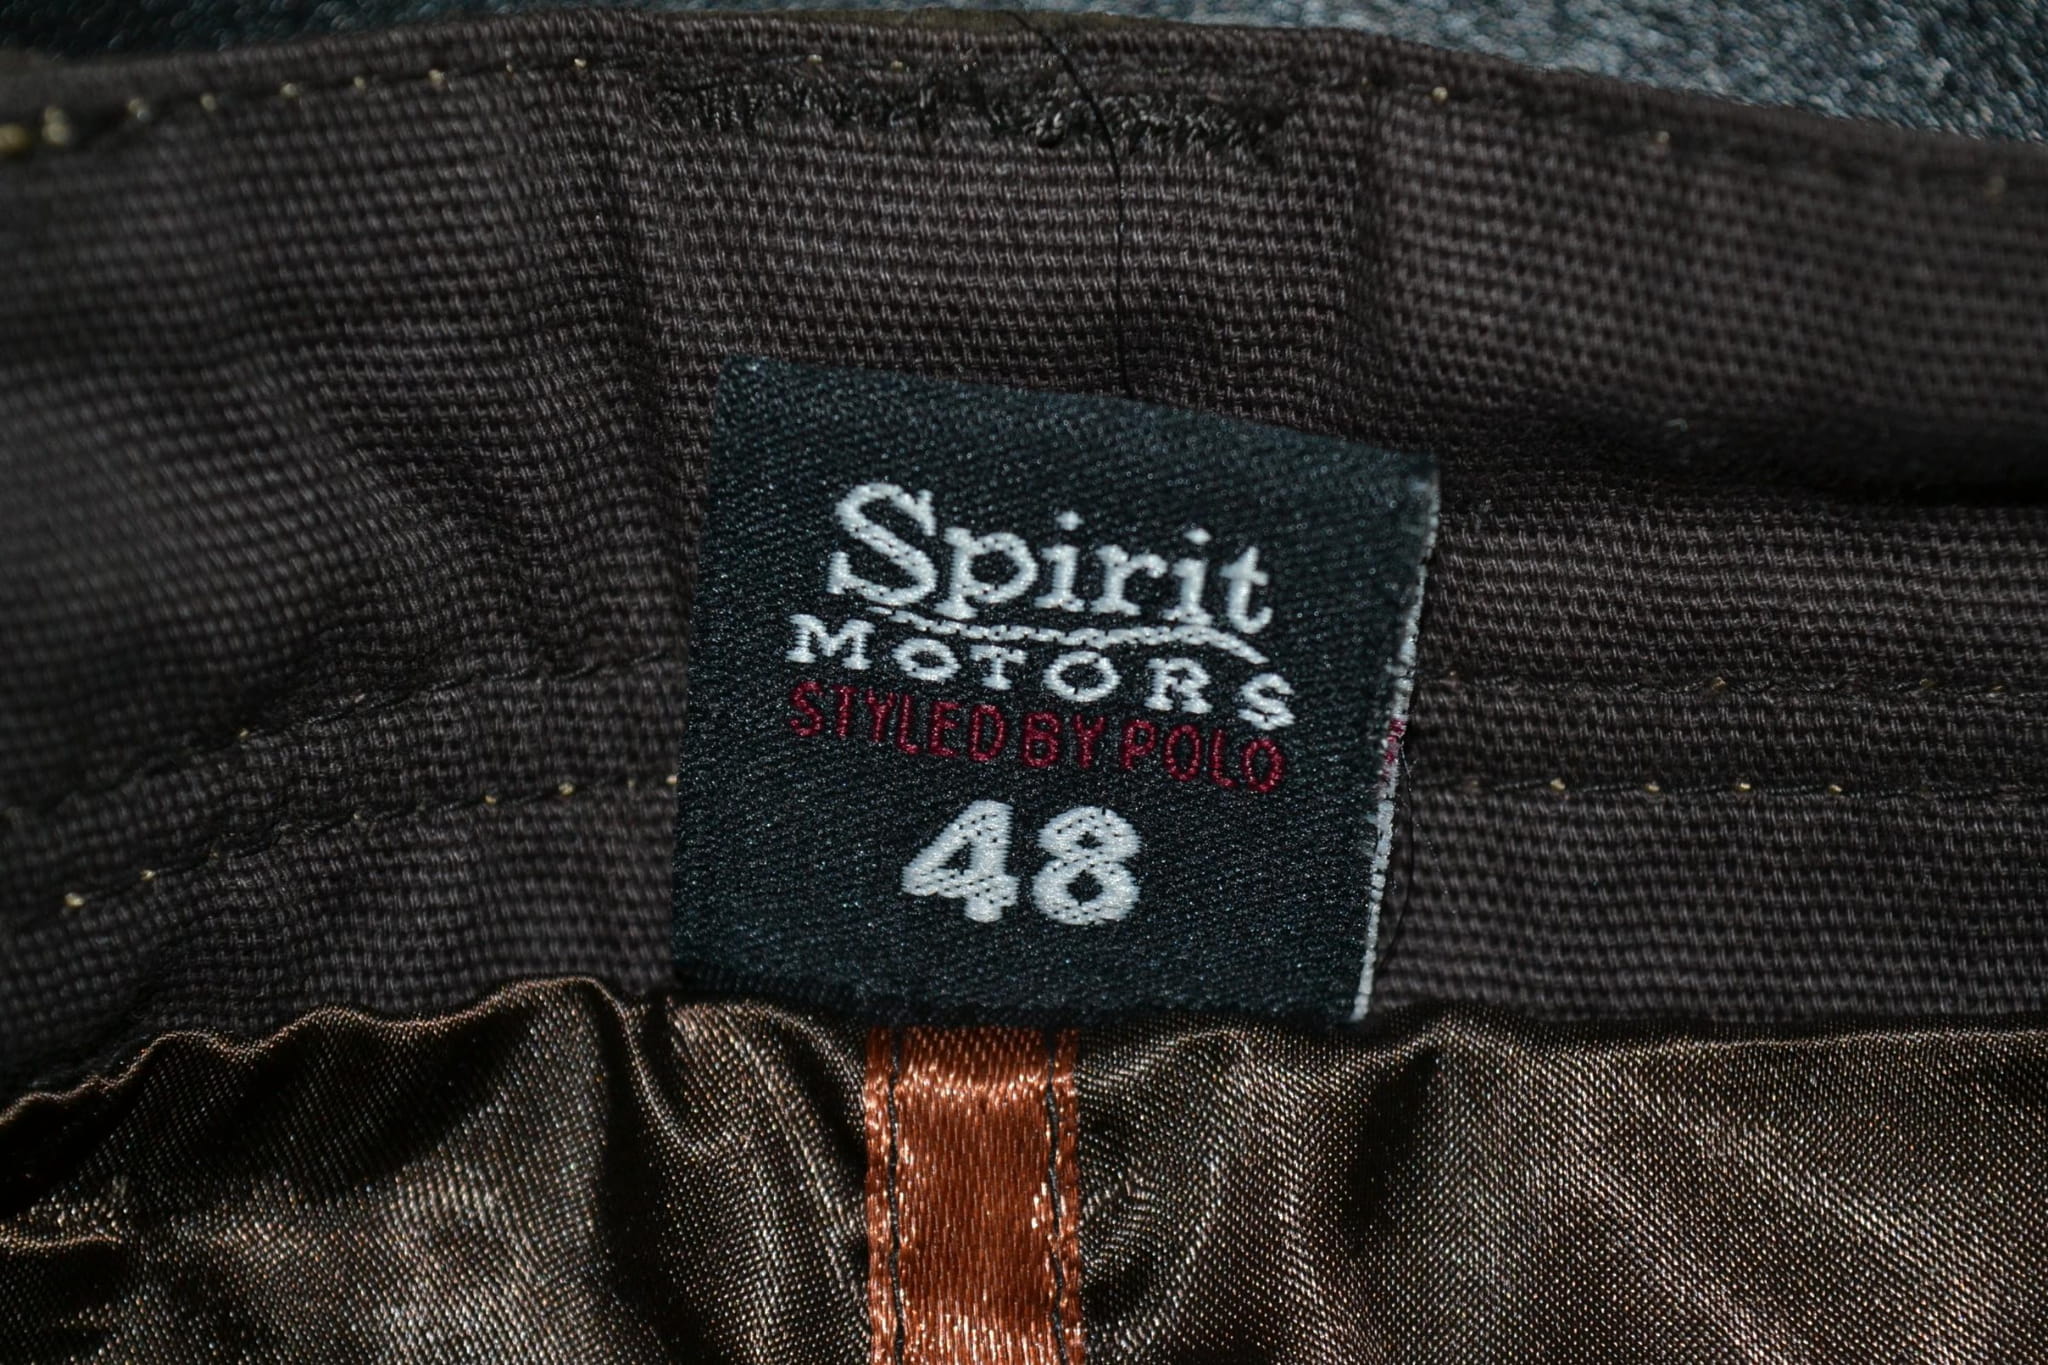 Spirit
MOTORS
STYLED BY POLO
48